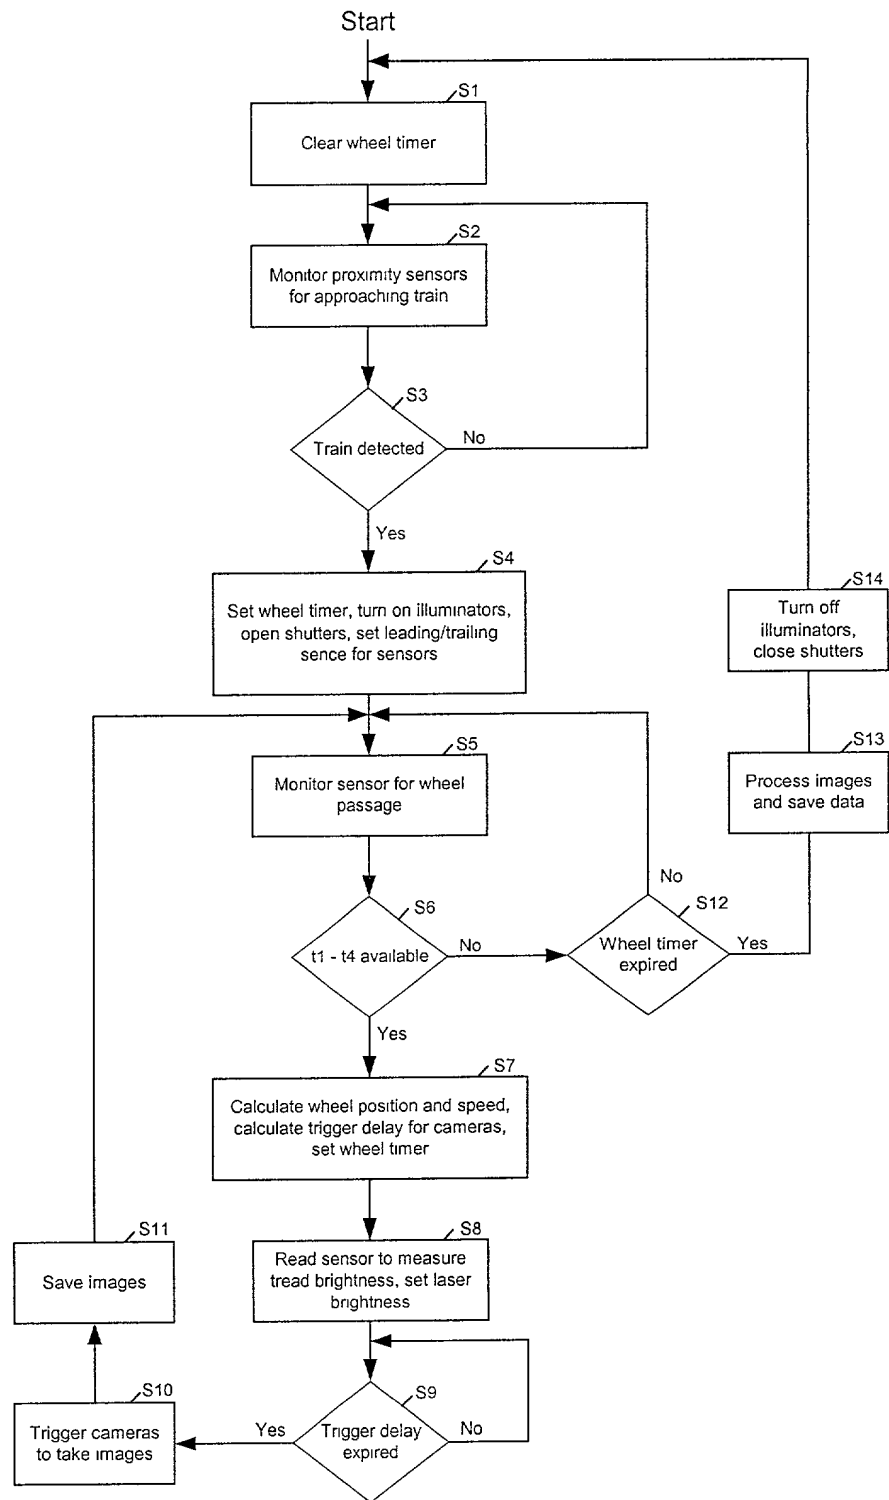 Start
S1
Clear wheel timer
S2
Monitor proximity sensors
for approaching train
S3
Train detected
No
Yes
S4
Set wheel timer, turn on illuminators,
open shutters, set leading/trailing
sence for sensors
S14
Turn off
illuminators,
close shutters
S5
Monitor sensor for wheel
passage
S13
Process images
and save data
S6
t1 - t4 available
No
Yes
S12
Wheel timer
expired
No
Yes
S7
Calculate wheel position and speed,
calculate trigger delay for cameras,
set wheel timer
S8
Read sensor to measure
tread brightness, set laser
brightness
S11
Save images
S9
Trigger delay
expired
No
Yes
S10
Trigger cameras
to take images